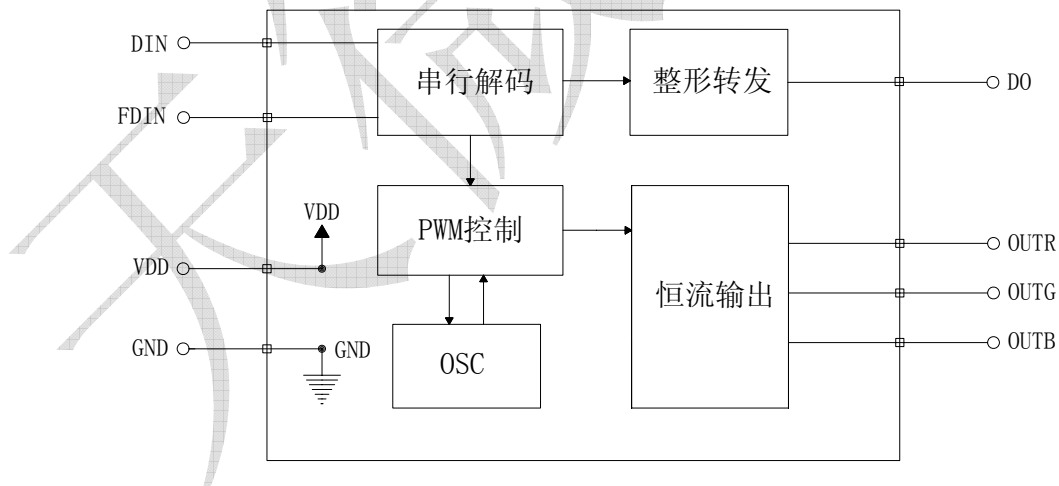 DIN
串行解码
整形转发
DO
FDIN
VDD
PWM控制
OUTR
VDD
恒流输出
OUTG
GND
GND
OSC
OUTB